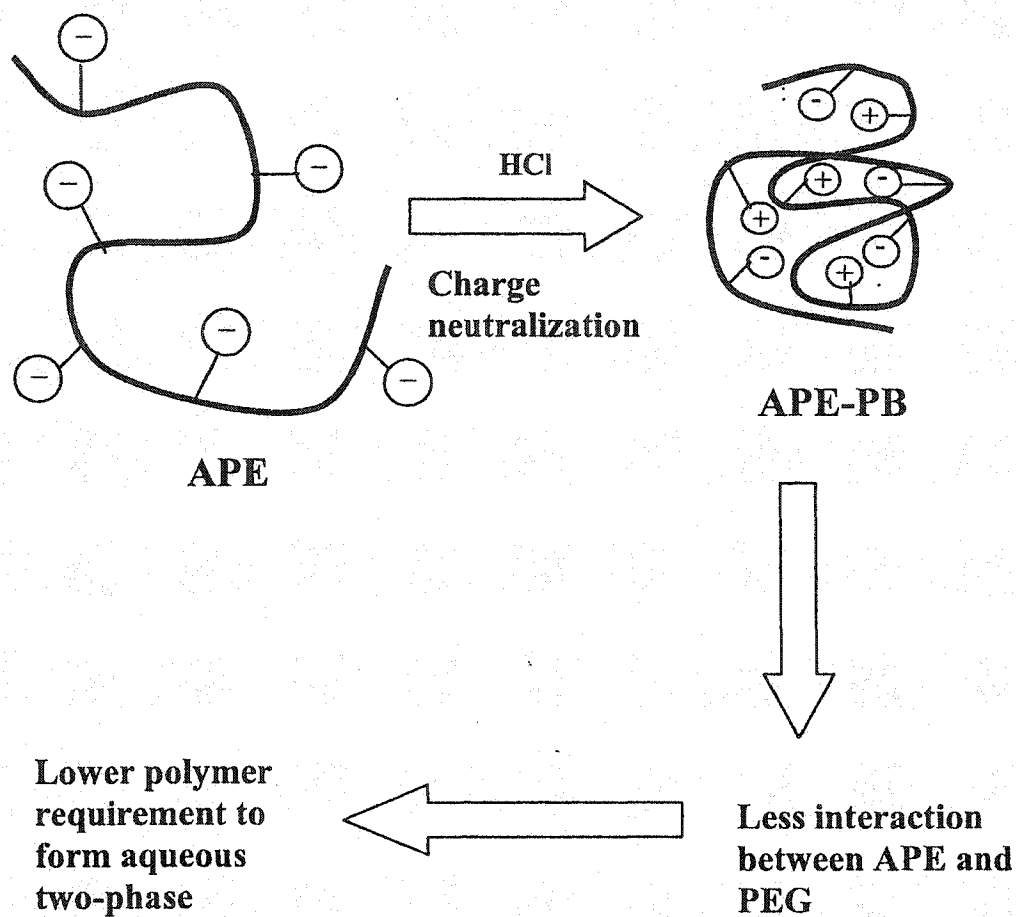 HCl
Charge
neutralization
APE
APE-PB
Less interaction
between APE and
PEG
Lower polymer
requirement to
form aqueous
two-phase
− − − − − − −
- + + - + - - +